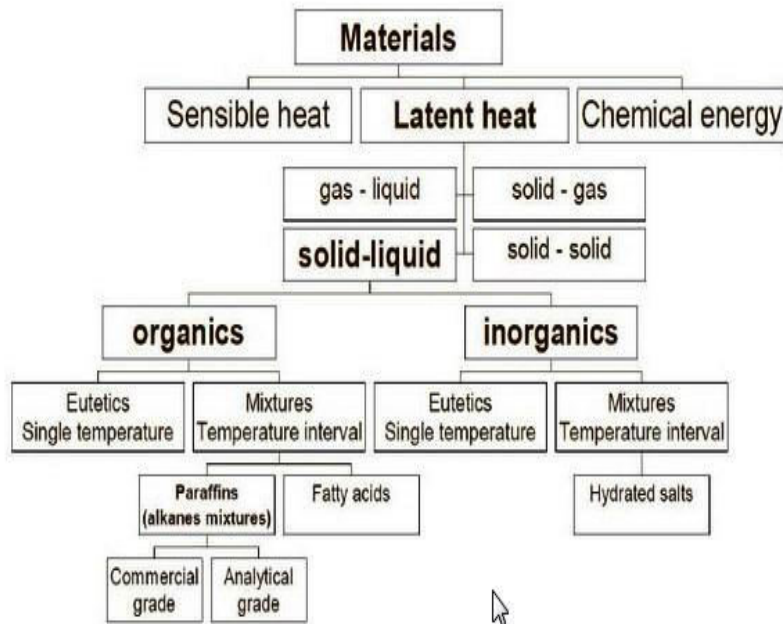 Materials
Sensible heat
Latent heat
Chemical energy
gas - liquid
solid - gas
solid-liquid
solid - solid
organics
inorganics
Eutetics
Single temperature
Mixtures
Temperature interval
Eutetics
Single temperature
Mixtures
Temperature interval
Paraffins
(alkanes mixtures)
Fatty acids
Hydrated salts
Commercial
grade
Analytical
grade